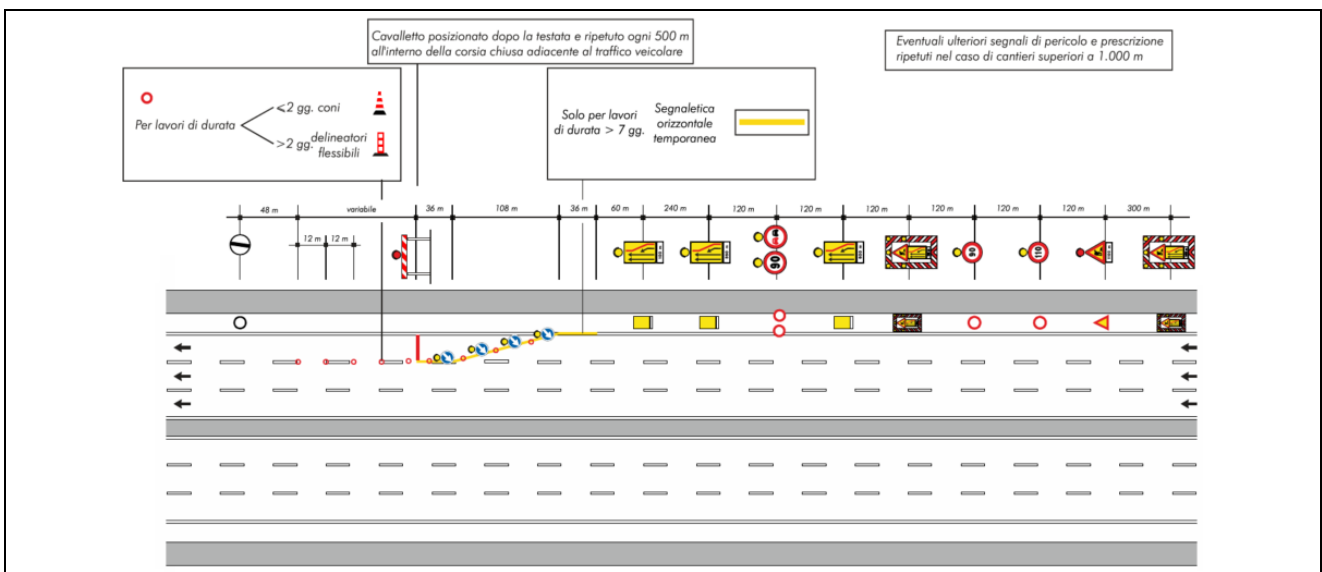 Cavalletto posizionato dopo la testata e ripetuto ogni 500 m
all'interno della corsia chiusa adiacente al traffico veicolare
Eventuali ulteriori segnali di pericolo e prescrizione
ripetuti nel caso di cantieri superiori a 1.000 m
Per lavori di durata
<2 gg. coni
>2 gg. delineatori
flessibili
Solo per lavori
di durata > 7 gg.
Segnaletica
orizzontale
temporanea
48 m
variabile
36 m
108 m
36 m
60 m
240 m
120 m
120 m
120 m
120 m
120 m
120 m
300 m
12 m
12 m
90
90
110